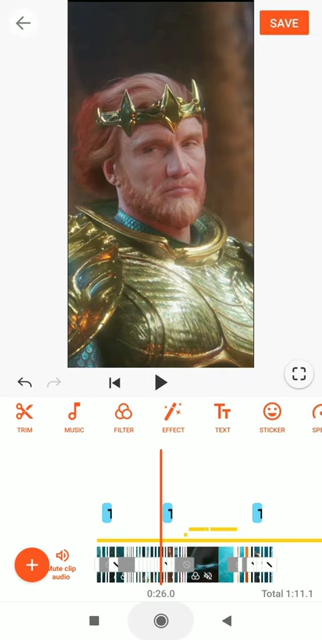 SAVE
TRIM
MUSIC
FILTER
EFFECT
TEXT
STICKER
Mute clip
audio
0:26.0
Total 1:11.1